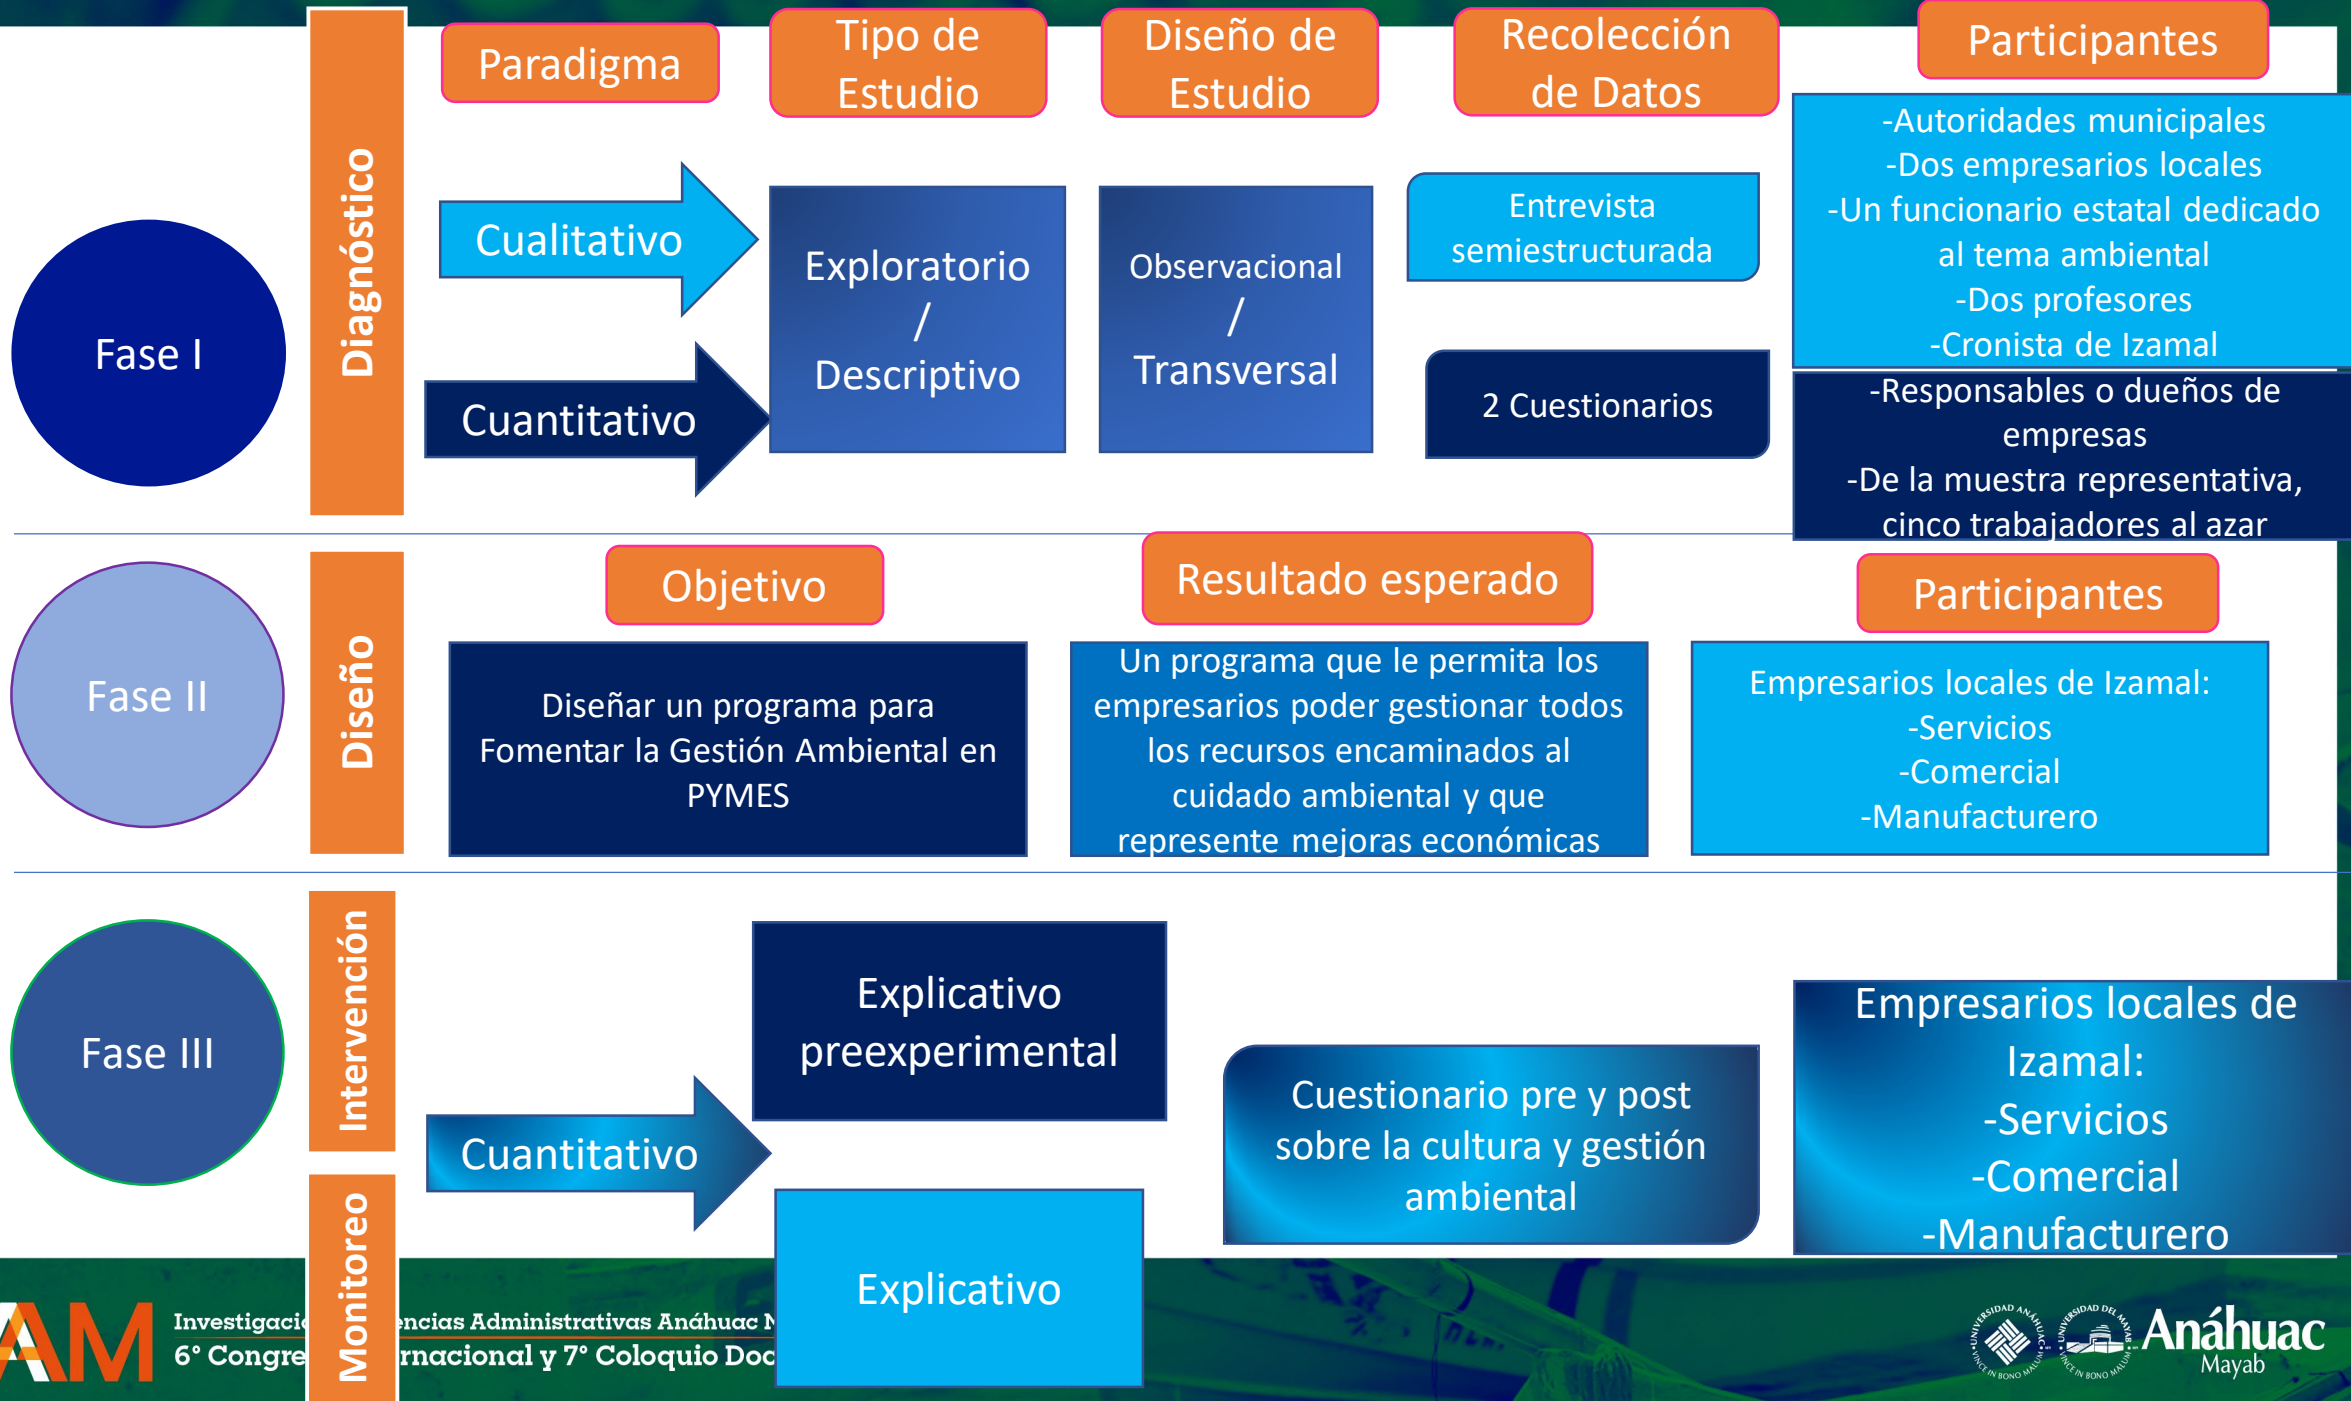 Paradigma
Tipo de
Estudio
Diseño de
Estudio
Recolección
de Datos
Participantes
Fase I
Diagnóstico
Cualitativo
Cuantitativo
Exploratorio
/
Descriptivo
Observacional
/
Transversal
Entrevista
semiestructurada
2 Cuestionarios
-Autoridades municipales
-Dos empresarios locales
-Un funcionario estatal dedicado
al tema ambiental
-Dos profesores
-Cronista de Izamal
-Responsables o dueños de
empresas
-De la muestra representativa,
cinco trabajadores al azar
Fase II
Diseño
Objetivo
Diseñar un programa para
Fomentar la Gestión Ambiental en
PYMES
Resultado esperado
Un programa que le permita los
empresarios poder gestionar todos
los recursos encaminados al
cuidado ambiental y que
represente mejoras económicas
Participantes
Empresarios locales de Izamal:
-Servicios
-Comercial
-Manufacturero
Fase III
Intervención
Monitoreo
Cuantitativo
Explicativo
preexperimental
Explicativo
Cuestionario pre y post
sobre la cultura y gestión
ambiental
Empresarios locales de
Izamal:
-Servicios
-Comercial
-Manufacturero
AM
Administrativas Anáhuac
6° y 7° Coloquio
Anáhuac
Mayab